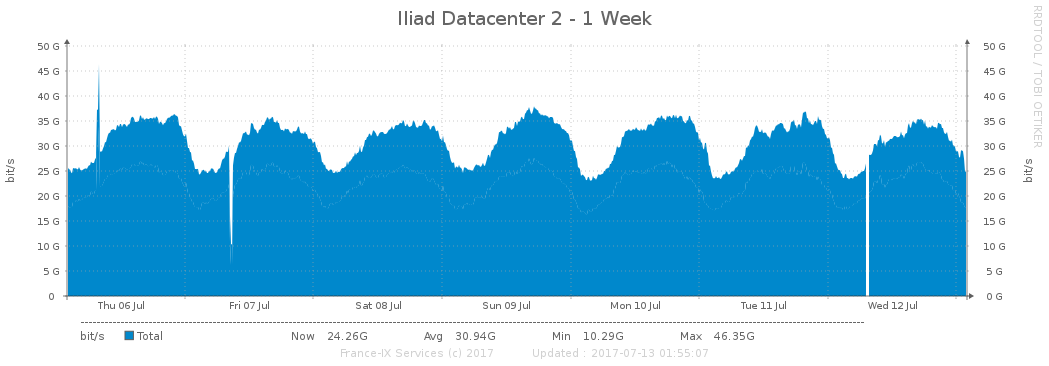 Iliad Datacenter 2 - 1 Week
RRDTOOL / TOBI OETIKER
50 G 50 G
45 G 45 G
40 G 40 G
35 G 35 G
30 G 30 G
25 G 25 G
20 G 20 G
15 G 15 G
10 G 10 G
5 G 5 G
0 0 G
bit/s bit/s
Thu 06 Jul Fri 07 Jul Sat 08 Jul Sun 09 Jul Mon 10 Jul Tue 11 Jul Wed 12 Jul
bit/s Total Now 24.26G Avg 30.94G Min 10.29G Max 46.35G
France-IX Services (c) 2017 Updated : 2017-07-13 01:55:07